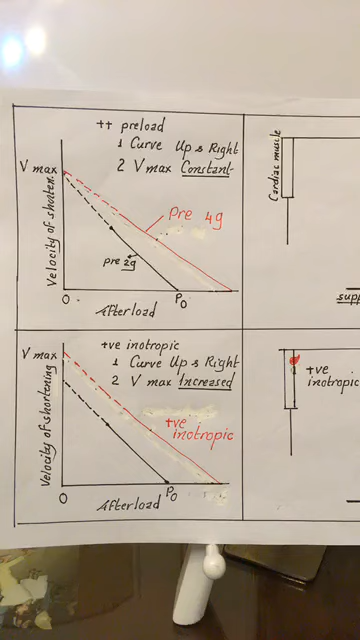 ++ preload
1 Curve Up & Right
2 V max Constant
V max
Velocity of shorten
Pre 4g
pre 2g
0
P0
Afterload
Cardiac muscle
supp
+ve inotropic
1 Curve Up & Right
2 V max Increased
V max
Velocity of shortening
+ve
inotropic
0
P0
Afterload
+ve
inotropic